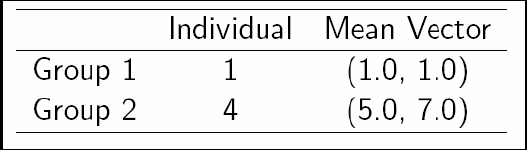 Individual Mean Vector
Group 1 1 (1.0, 1.0)
Group 2 4 (5.0, 7.0)